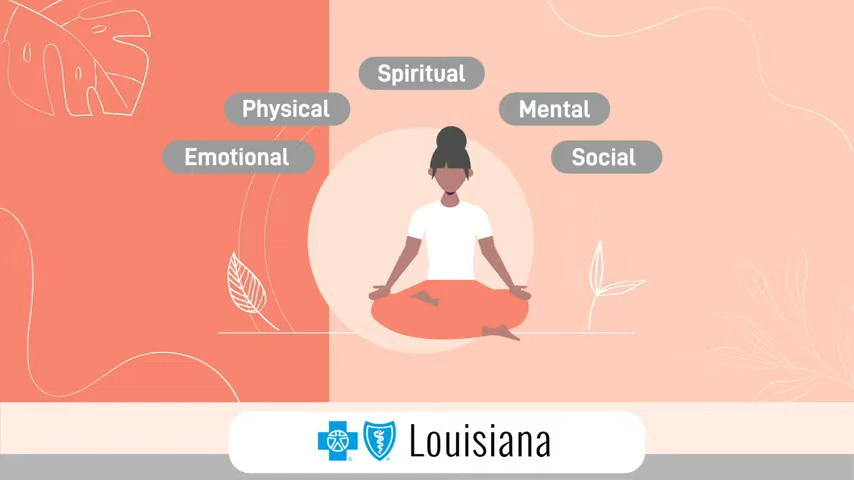 Spiritual
Physical
Mental
Emotional
Social
Louisiana